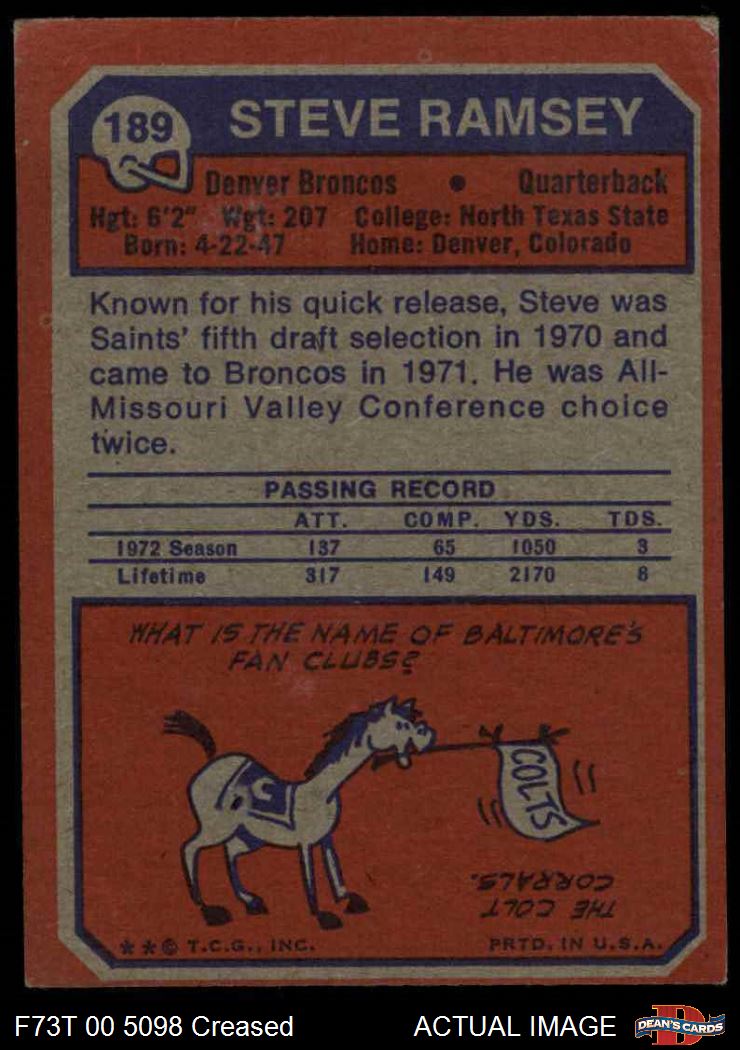 189
STEVE RAMSEY
Denver Broncos • Quarterback
Hgt: 6'2" Wgt: 207 College: North Texas State
Born: 4-22-47 Home: Denver, Colorado
Known for his quick release, Steve was
Saints' fifth draft selection in 1970 and
came to Broncos in 1971. He was All-
Missouri Valley Conference choice
twice.
PASSING RECORD
ATT. COMP. YDS. TDS.
1972 Season 137 65 1050 3
Lifetime 317 149 2170 8
WHAT IS THE NAME OF BALTIMORE'S
FAN CLUBS?
COLTS
THE COLT
CORRALS.
**© T.C.G., INC. PRTD. IN U.S.A.
F73T 00 5098 Creased ACTUAL IMAGE
DEAN'S CARDS